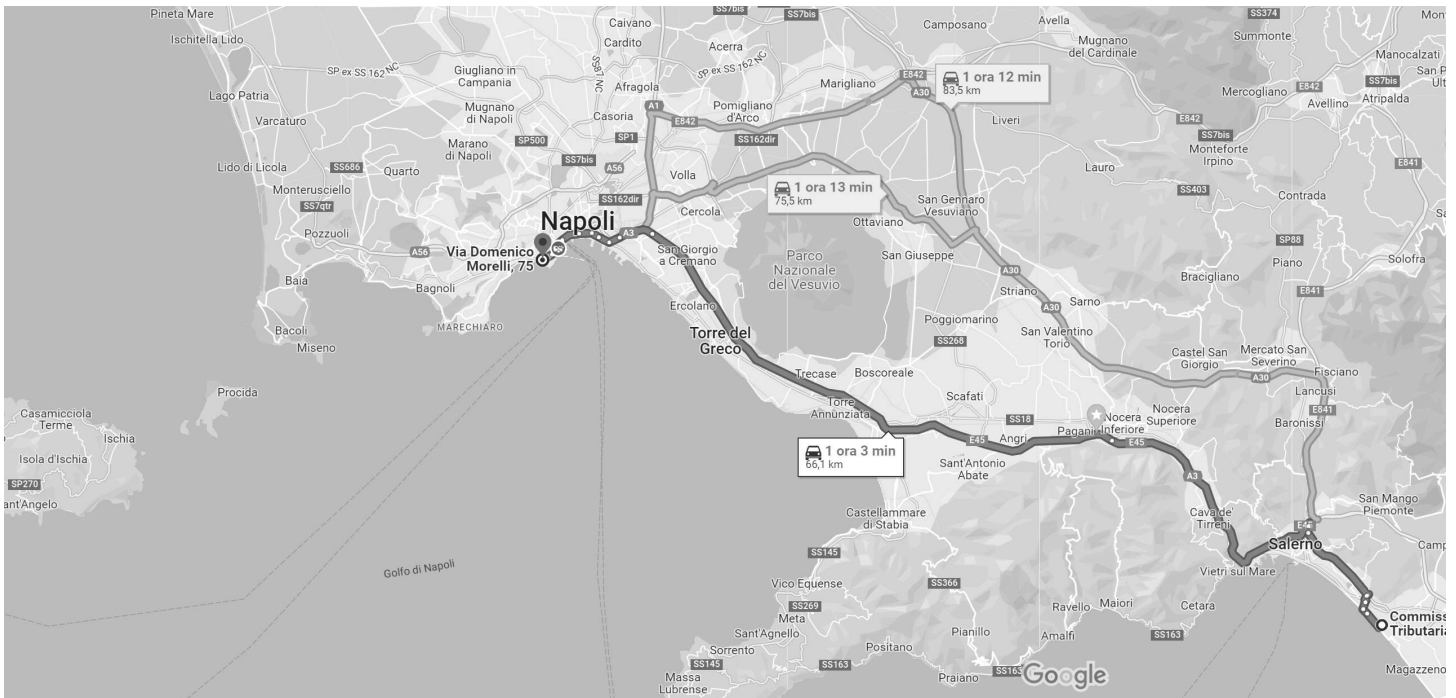 Pineta Mare
Ischitella Lido
SP ex SS 162 NC
Lago Patria
Varcaturo
Lido di Licola
Monterusciello
SS7qtr
SS686
Quarto
Pozzuoli
A56
Baia
Bagnoli
Bacoli
Miseno
MARECHIARO
Procida
Casamicciola
Terme
Ischia
Isola d'Ischia
SP270
ant'Angelo
Giugliano in
Campania
Mugnano
di Napoli
Marano
di Napoli
SP500
SS7bis
A56
SS87 NC
Caivano
Cardito
Afragola
Casoria
SP1
A1
E842
SS7bis
SS7bis
Acerra
SP ex SS 162 NC
Pomigliano
d'Arco
SS162dir
Marigliano
Camposano
Avella
Mugnano
del Cardinale
E842
A30
1 ora 12 min
83,5 km
Liveri
Lauro
SS374
Summonte
Manocalzati
Mercogliano
E842
SS7bis
Avellino
Atripalda
E842
SS7bis
Monteforte
Irpino
E841
SS403
Contrada
SP88
Piano
Solofra
E841
Bracigliano
Volla
SS162dir
Cercola
1 ora 13 min
75,5 km
Ottaviano
San Gennaro
Vesuviano
San Giuseppe
Napoli
A3
Via Domenico
Morelli, 75
San Giorgio
a Cremano
Parco
Nazionale
del Vesuvio
Ercolano
Torre del
Greco
A30
Striano
Sarno
A30
Poggiomarino
San Valentino
Torio
SS268
Castel San
Giorgio
Mercato San
Severino
A30
Fisciano
Lancusi
E841
Baronissi
Trecase
Boscoreale
Torre
Annunziata
Scafati
SS18
Nocera
Inferiore
Nocera
Superiore
Pagani
E45
Angri
E45
1 ora 3 min
66,1 km
Sant'Antonio
Abate
A3
Cava de'
Tirreni
San Mango
Piemonte
Castellammare
di Stabia
E45
Salerno
Vietri sul Mare
SS145
Golfo di Napoli
Vico Equense
SS366
SS269
Meta
Sant'Agnello
Ravello
Maiori
Cetara
Commiss
Tributaria
Pianillo
Amalfi
SS163
Sorrento
Positano
SS145
SS163
Massa
Lubrense
Praiano
SS163
Google
Magazzeno